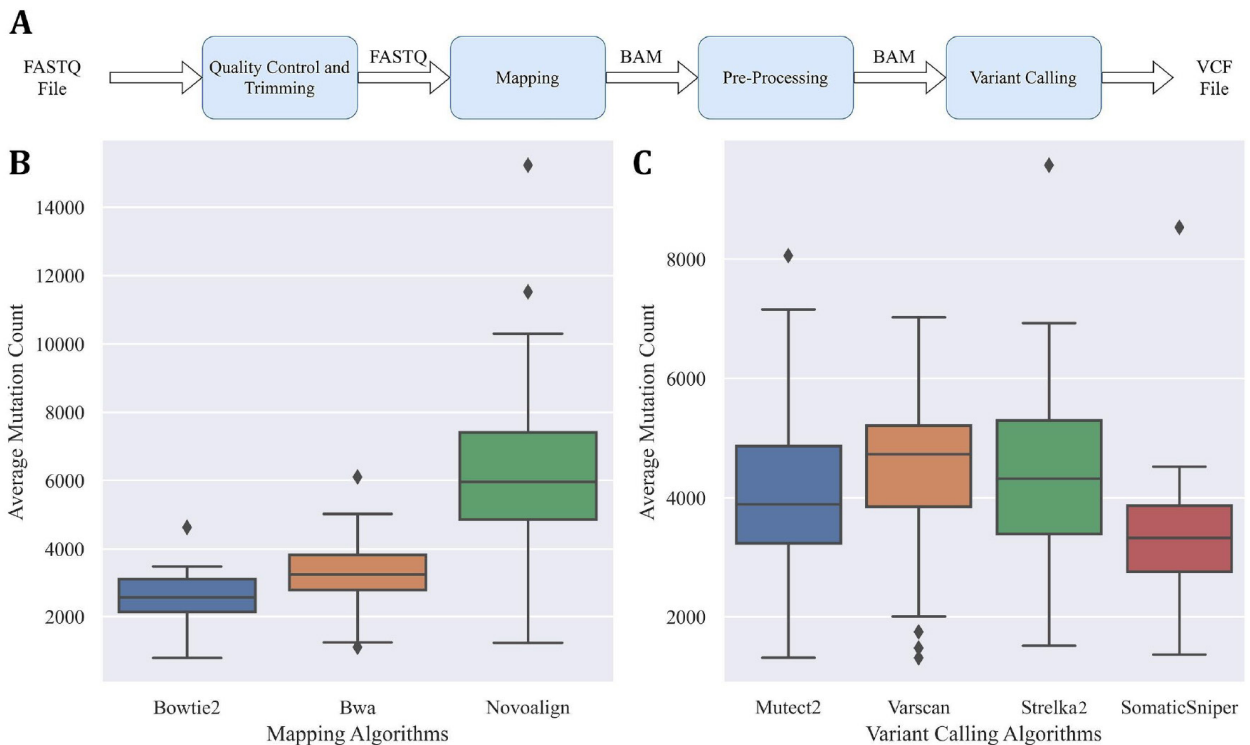 A
FASTQ
File
Quality Control and
Trimming
FASTQ
Mapping
BAM
Pre-Processing
BAM
Variant Calling
VCF
File
B
Average Mutation Count
14000
12000
10000
8000
6000
4000
2000
Bowtie2
Bwa
Novoalign
Mapping Algorithms
C
Average Mutation Count
8000
6000
4000
2000
Mutect2
Varscan
Strelka2
SomaticSniper
Variant Calling Algorithms